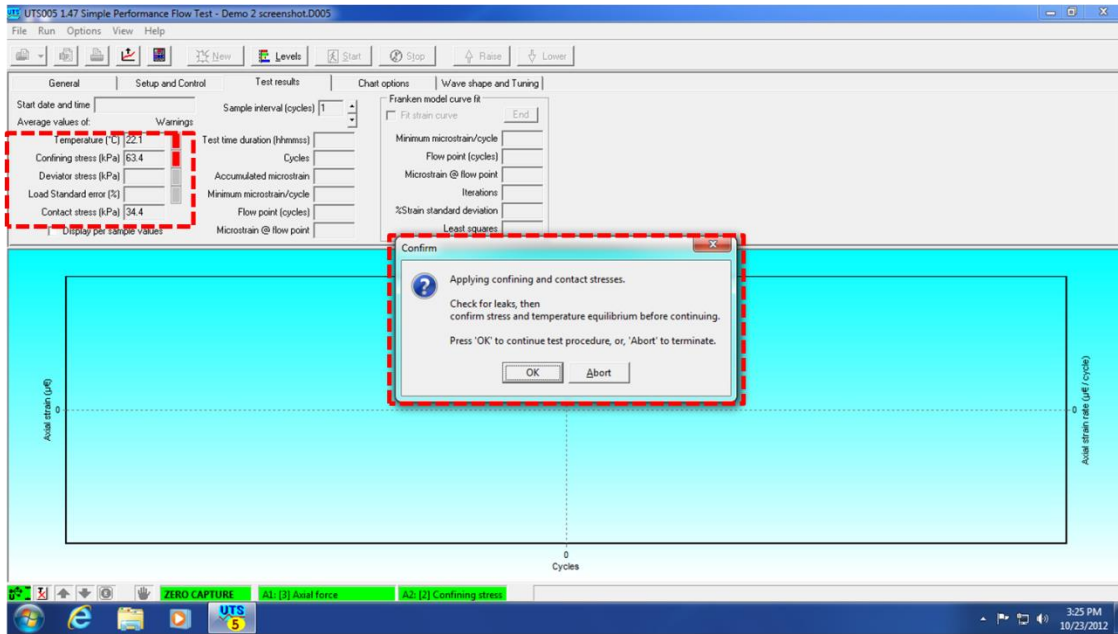 UTS005 1.47 Simple Performance Flow Test - Demo 2 screenshot.D005
File Run Options View Help
New Levels Start Stop Raise Lower
General Setup and Control Test results Chart options Wave shape and Tuning
Start date and time
Sample interval (cycles) 1
Franken model curve fit
Fit strain curve End
Average values of: Warnings
Temperature (°C) 22.1 Test time duration (hhmmss) Minimum microstrain/cycle
Confining stress (kPa) 63.4 Cycles Flow point (cycles)
Deviator stress (kPa) Accumulated microstrain Microstrain @ flow point
Load Standard error (%) Minimum microstrain/cycle Iterations
Contact stress (kPa) 34.4 Flow point (cycles) %Strain standard deviation
Display per sample values Microstrain @ flow point Least squares
Confirm
Applying confining and contact stresses.
Check for leaks, then
confirm stress and temperature equilibrium before continuing.
Press 'OK' to continue test procedure, or, 'Abort' to terminate.
OK Abort
Axial strain (µ€)
0
0
Axial strain rate (µ€ / cycle)
0
Cycles
ZERO CAPTURE A1: [3] Axial force A2: [2] Confining stress
UTS
5
3:25 PM
10/23/2012